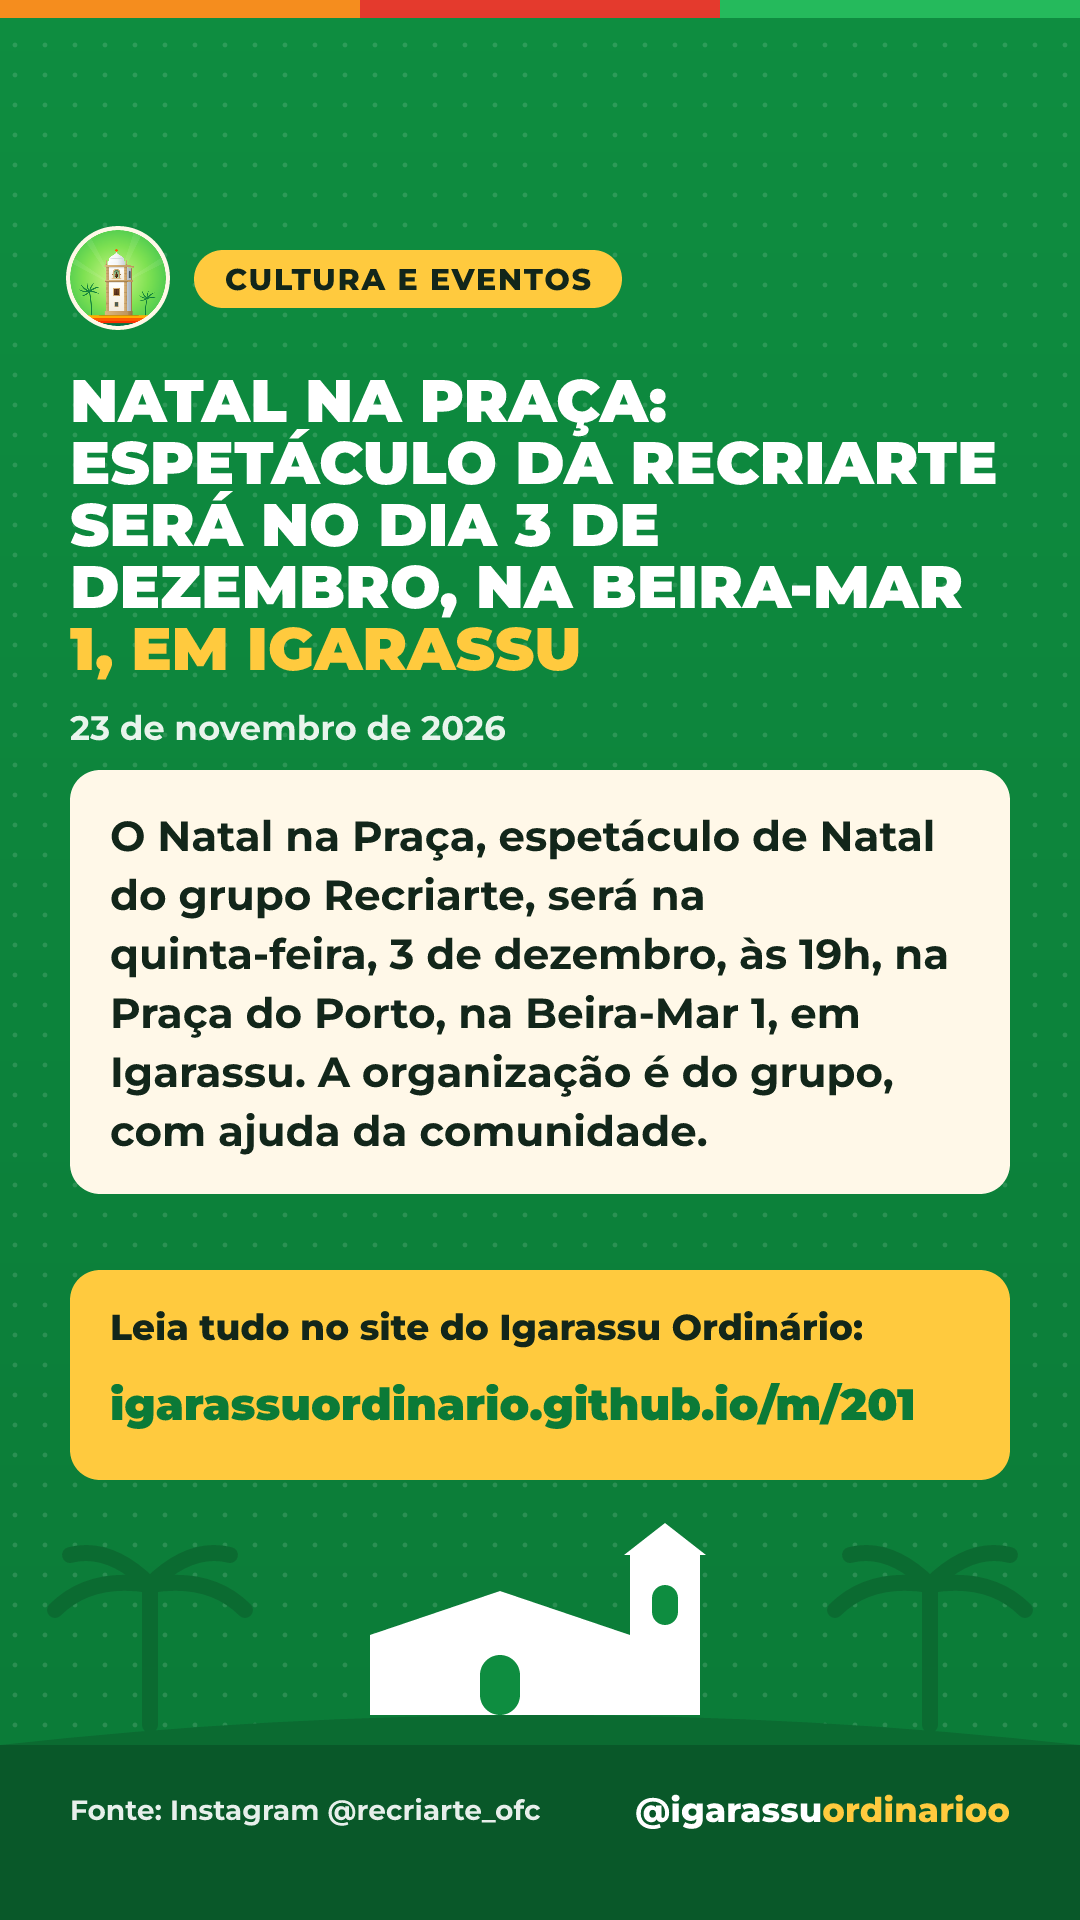 CULTURA E EVENTOS
NATAL NA PRAÇA:
ESPETÁCULO DA RECRIARTE
SERÁ NO DIA 3 DE
DEZEMBRO, NA BEIRA-MAR
1, EM IGARASSU
23 de novembro de 2026
O Natal na Praça, espetáculo de Natal
do grupo Recriarte, será na
quinta-feira, 3 de dezembro, às 19h, na
Praça do Porto, na Beira-Mar 1, em
Igarassu. A organização é do grupo,
com ajuda da comunidade.
Leia tudo no site do Igarassu Ordinário:
igarassuordinario.github.io/m/201
Fonte: Instagram @recriarte_ofc
@igarassuordinarioo